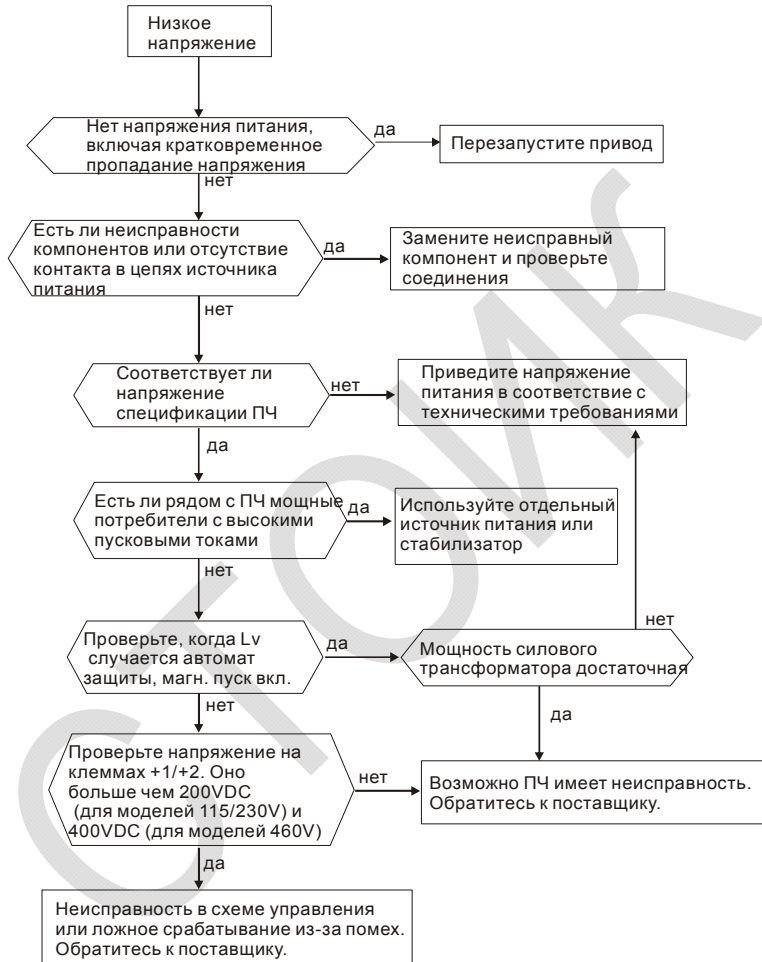 Низкое
напряжение
Нет напряжения питания,
включая кратковременное
пропадание напряжения
да
Перезапустите привод
нет
Есть ли неисправности
компонентов или отсутствие
контакта в цепях источника
питания
да
Замените неисправный
компонент и проверьте
соединения
нет
Соответствует ли
напряжение
спецификации ПЧ
нет
Приведите напряжение
питания в соответствие с
техническими требованиями
да
Есть ли рядом с ПЧ мощные
потребители с высокими
пусковыми токами
да
Используйте отдельный
источник питания или
стабилизатор
нет
Проверьте, когда Lv
случается автомат
защиты, магн. пуск вкл.
да
Мощность силового
трансформатора достаточная
нет
да
нет
Проверьте напряжение на
клеммах +1/+2. Оно
больше чем 200VDC
(для моделей 115/230V) и
400VDC (для моделей 460V)
нет
Возможно ПЧ имеет неисправность.
Обратитесь к поставщику.
да
Неисправность в схеме управления
или ложное срабатывание из-за помех.
Обратитесь к поставщику.
СТОИК